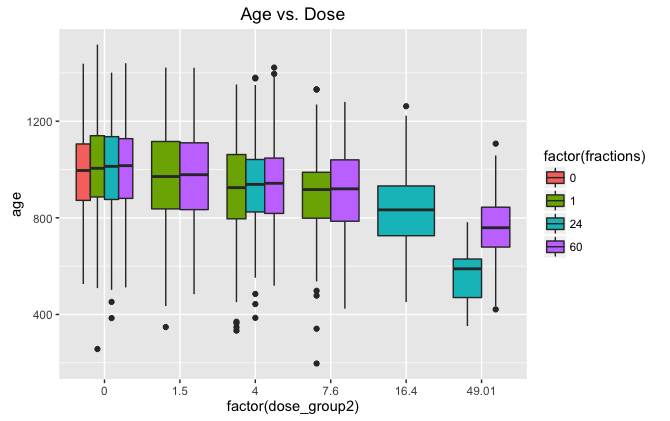 Age vs. Dose
age
1200
800
400
0 1.5 4 7.6 16.4 49.01
factor(dose_group2)
factor(fractions)
0
1
24
60